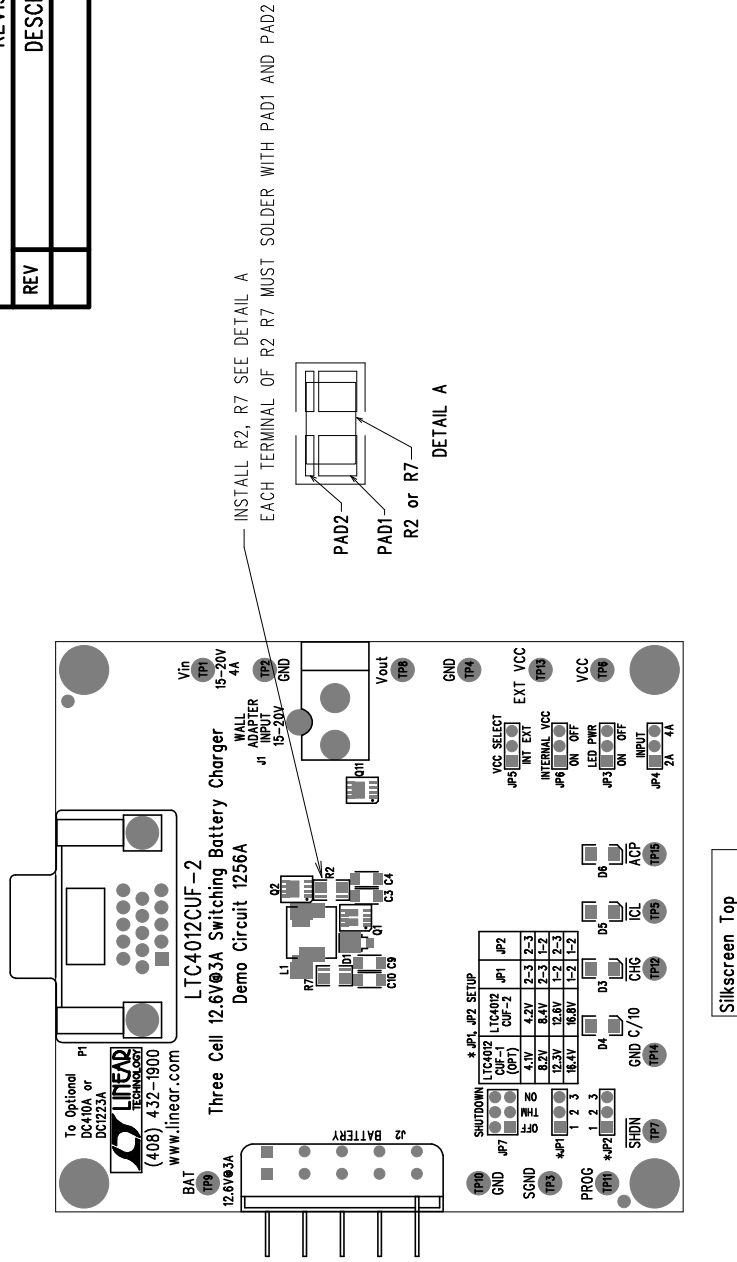 REV
DESCI
REVIS
INSTALL R2, R7 SEE DETAIL A
EACH TERMINAL OF R2 R7 MUST SOLDER WITH PAD1 AND PAD2
PAD2
PAD1
R2 or R7
DETAIL A
To Optional
DC410A or
DC1223A
P1
LINEAR
TECHNOLOGY
(408) 432-1900
www.linear.com
LTC4012CUF-2
Three Cell 12.6V@3A Switching Battery Charger
Demo Circuit 1256A
Vin
TP1
15-20V
4A
TP2
GND
WALL
ADAPTER
INPUT
15-20V
J1
Vout
TP8
GND
TP4
EXT VCC
TP13
VCC
TP6
Q11
Q2
R2
L1
R7
D1
Q1
C4
C3
C9
C10
BAT
TP9
12.6V@3A
J2 BATTERY
VCC SELECT
JP5
INT EXT
INTERNAL VCC
JP6
ON OFF
LED PWR
JP3
ON OFF
INPUT
JP4
2A 4A
* JP1, JP2 SETUP
LTC4012 CUF-1 (OPT) LTC4012 CUF-2 JP1 JP2
4.1V 4.2V 2-3 2-3
8.2V 8.4V 2-3 1-2
12.3V 12.6V 1-2 2-3
16.4V 16.8V 1-2 1-2
SHUTDOWN
JP7
OFF THM ON
*JP1
1 2 3
*JP2
1 2 3
TP10
GND
SGND
TP3
PROG
TP11
SHDN
TP7
GND C/10
TP14
D4
CHG
TP12
D3
ICL
TP5
D5
ACP
TP15
D6
Silkscreen Top